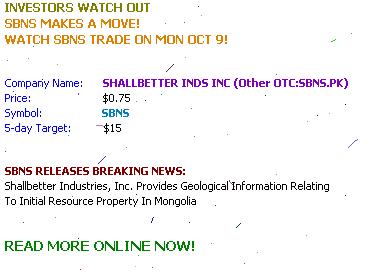 INVESTORS WATCH OUT
SBNS MAKES A MOVE!
WATCH SBNS TRADE ON MON OCT 9!
Company Name: SHALLBETTER INDS INC (Other OTC:SBNS.PK)
Price: $0.75
Symbol: SBNS
5-day Target: $15
SBNS RELEASES BREAKING NEWS:
Shallbetter Industries, Inc. Provides Geological Information Relating
To Initial Resource Property In Mongolia
READ MORE ONLINE NOW!